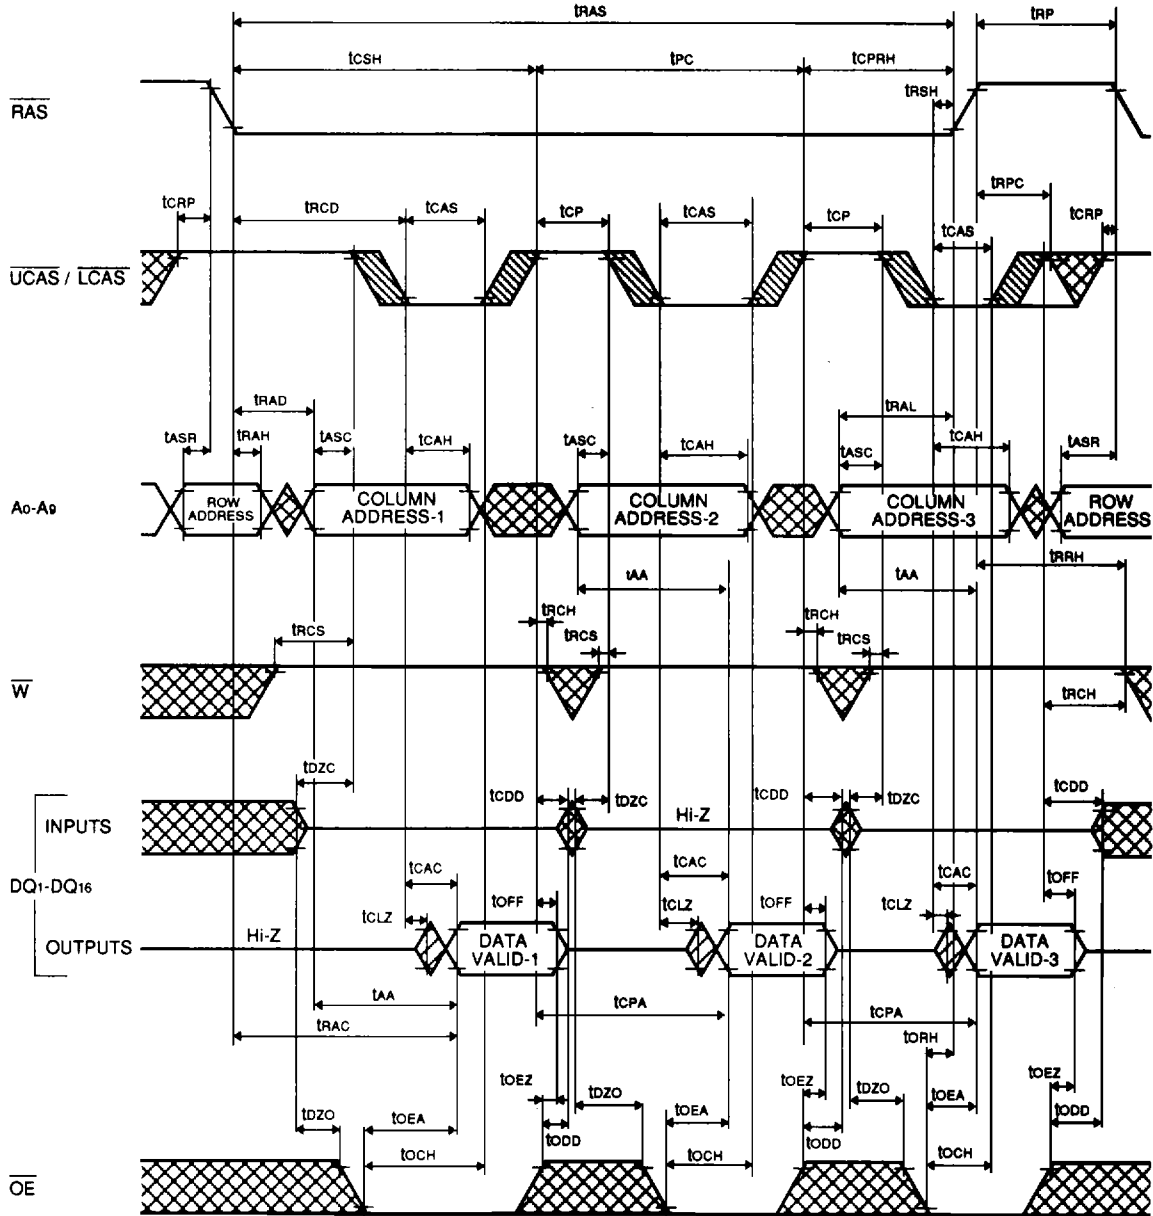 tRAS tRP
tCSH tPC tCPRH
tRSH
RAS
tRPC
tCRP tRCD tCAS tCP tCAS tCP tCRP
tCAS
UCAS / LCAS
tRAD tRAL
tASR tRAH tASC tCAH tASC tCAH tASC tCAH tASR
A0-A9
ROW ADDRESS
COLUMN ADDRESS-1
COLUMN ADDRESS-2
COLUMN ADDRESS-3
ROW ADDRESS
tRRH
tAA tAA
tRCH tRCH
tRCS tRCS tRCS
W
tRCH
tDZC tCDD tDZC tCDD tDZC tCDD
INPUTS
Hi-Z
DQ1-DQ16
tCAC tCAC tCAC
tCLZ tOFF tCLZ tOFF tCLZ tOFF
OUTPUTS
Hi-Z
DATA VALID-1
DATA VALID-2
DATA VALID-3
tAA tCPA tCPA
tRAC
tORH
tOEZ tOEZ tOEZ
tDZO tOEA tDZO tOEA tDZO tOEA
tODD tODD tODD
tOCH tOCH tOCH
OE